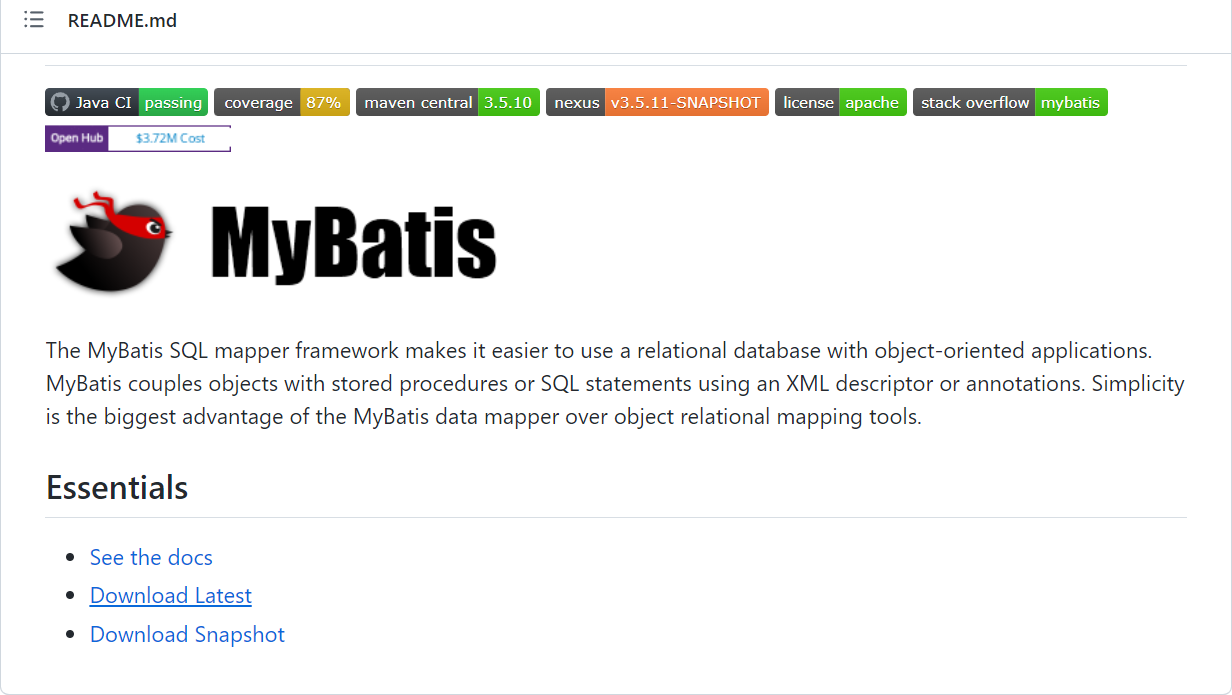 README.md
Java CI passing coverage 87% maven central 3.5.10 nexus v3.5.11-SNAPSHOT license apache stack overflow mybatis
Open Hub $3.72M Cost
MyBatis
The MyBatis SQL mapper framework makes it easier to use a relational database with object-oriented applications.
MyBatis couples objects with stored procedures or SQL statements using an XML descriptor or annotations. Simplicity
is the biggest advantage of the MyBatis data mapper over object relational mapping tools.
Essentials
See the docs
Download Latest
Download Snapshot